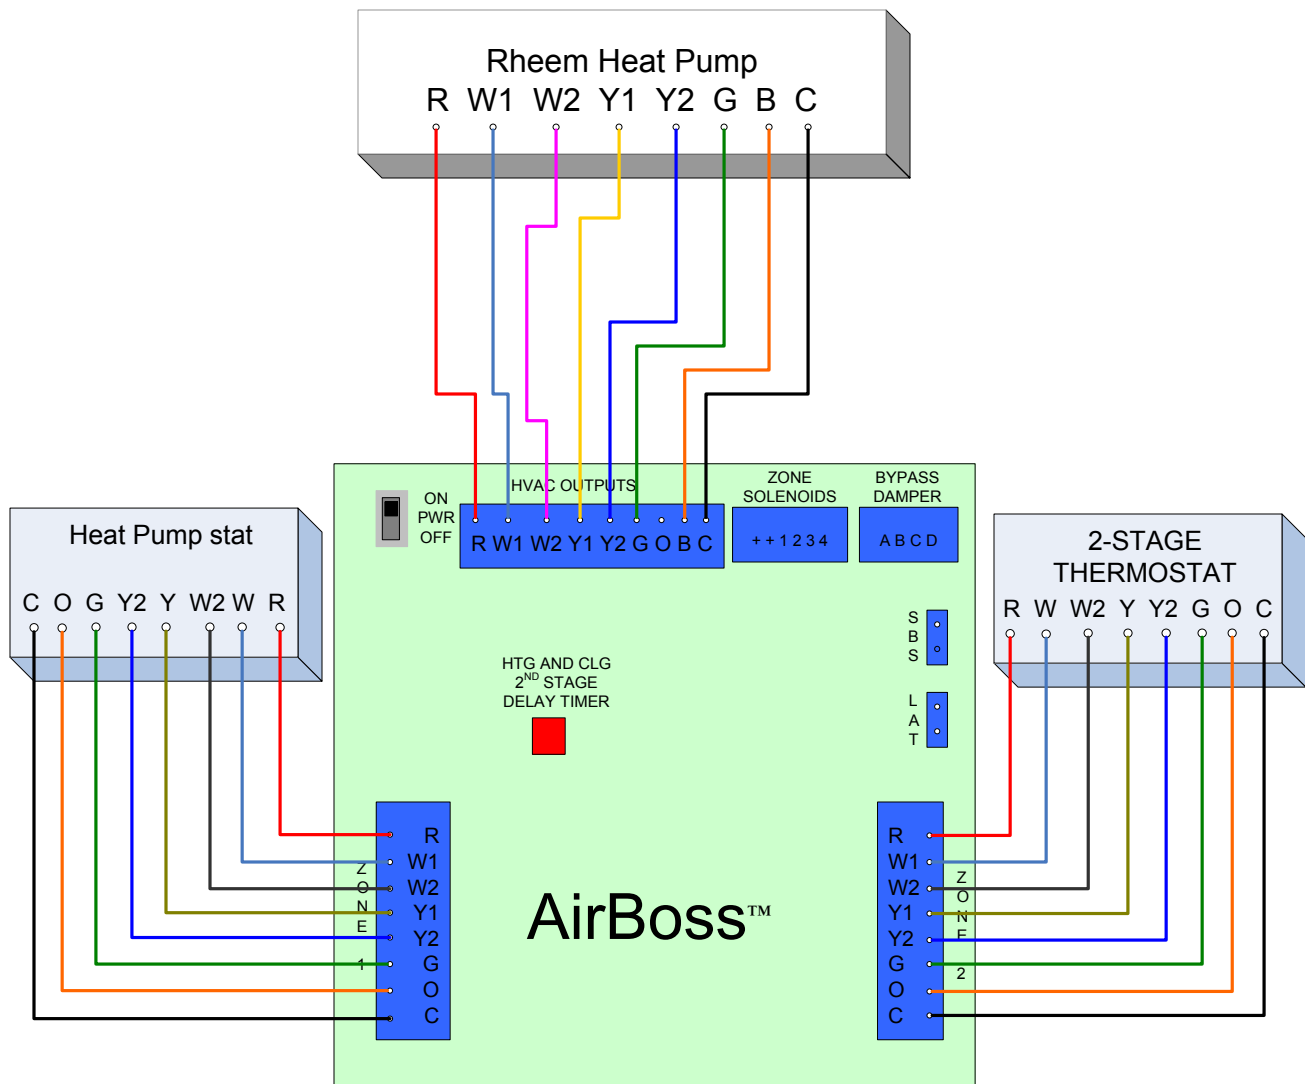 Rheem Heat Pump
R W1 W2 Y1 Y2 G B C
HVAC OUTPUTS
ON
PWR
OFF
R W1 W2 Y1 Y2 G O B C
ZONE
SOLENOIDS
+ + 1 2 3 4
BYPASS
DAMPER
A B C D
Heat Pump stat
C O G Y2 Y W2 W R
2-STAGE
THERMOSTAT
R W W2 Y Y2 G O C
S
B
S
L
A
T
HTG AND CLG
2ND STAGE
DELAY TIMER
ZONE 1
R
W1
W2
Y1
Y2
G
O
C
AirBoss™
R
W1
W2
Y1
Y2
G
O
C
ZONE 2